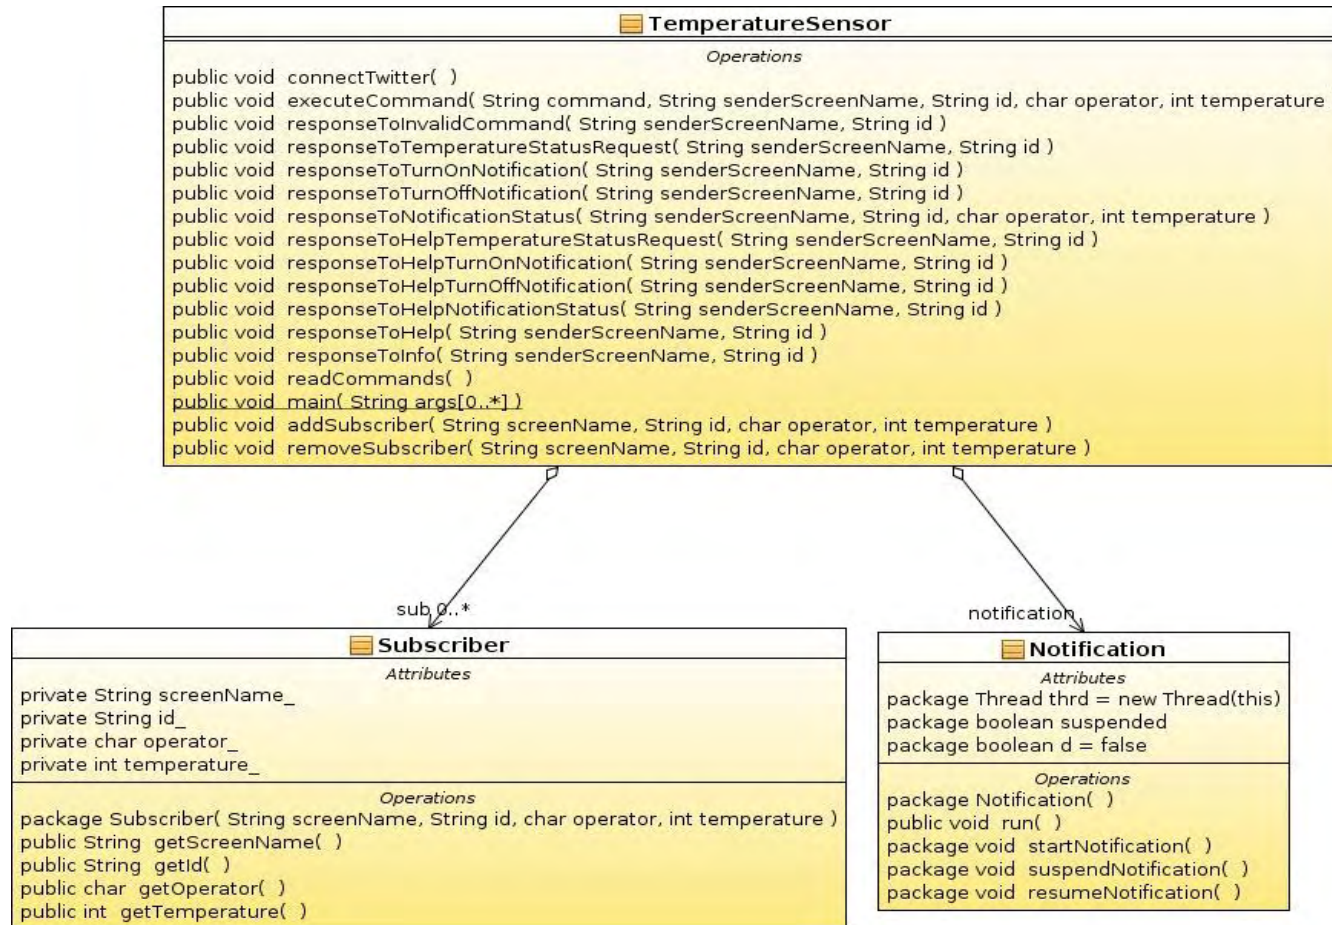 TemperatureSensor
Operations
public void connectTwitter( )
public void executeCommand( String command, String senderScreenName, String id, char operator, int temperature
public void responseToInvalidCommand( String senderScreenName, String id )
public void responseToTemperatureStatusRequest( String senderScreenName, String id )
public void responseToTurnOnNotification( String senderScreenName, String id )
public void responseToTurnOffNotification( String senderScreenName, String id )
public void responseToNotificationStatus( String senderScreenName, String id, char operator, int temperature )
public void responseToHelpTemperatureStatusRequest( String senderScreenName, String id )
public void responseToHelpTurnOnNotification( String senderScreenName, String id )
public void responseToHelpTurnOffNotification( String senderScreenName, String id )
public void responseToHelpNotificationStatus( String senderScreenName, String id )
public void responseToHelp( String senderScreenName, String id )
public void responseToInfo( String senderScreenName, String id )
public void readCommands( )
public void main( String args[0..*] )
public void addSubscriber( String screenName, String id, char operator, int temperature )
public void removeSubscriber( String screenName, String id, char operator, int temperature )
sub 0..*
notification
Subscriber
Attributes
private String screenName_
private String id_
private char operator_
private int temperature_
Operations
package Subscriber( String screenName, String id, char operator, int temperature )
public String getScreenName( )
public String getId( )
public char getOperator( )
public int getTemperature( )
Notification
Attributes
package Thread thrd = new Thread(this)
package boolean suspended
package boolean d = false
Operations
package Notification( )
public void run( )
package void startNotification( )
package void suspendNotification( )
package void resumeNotification( )